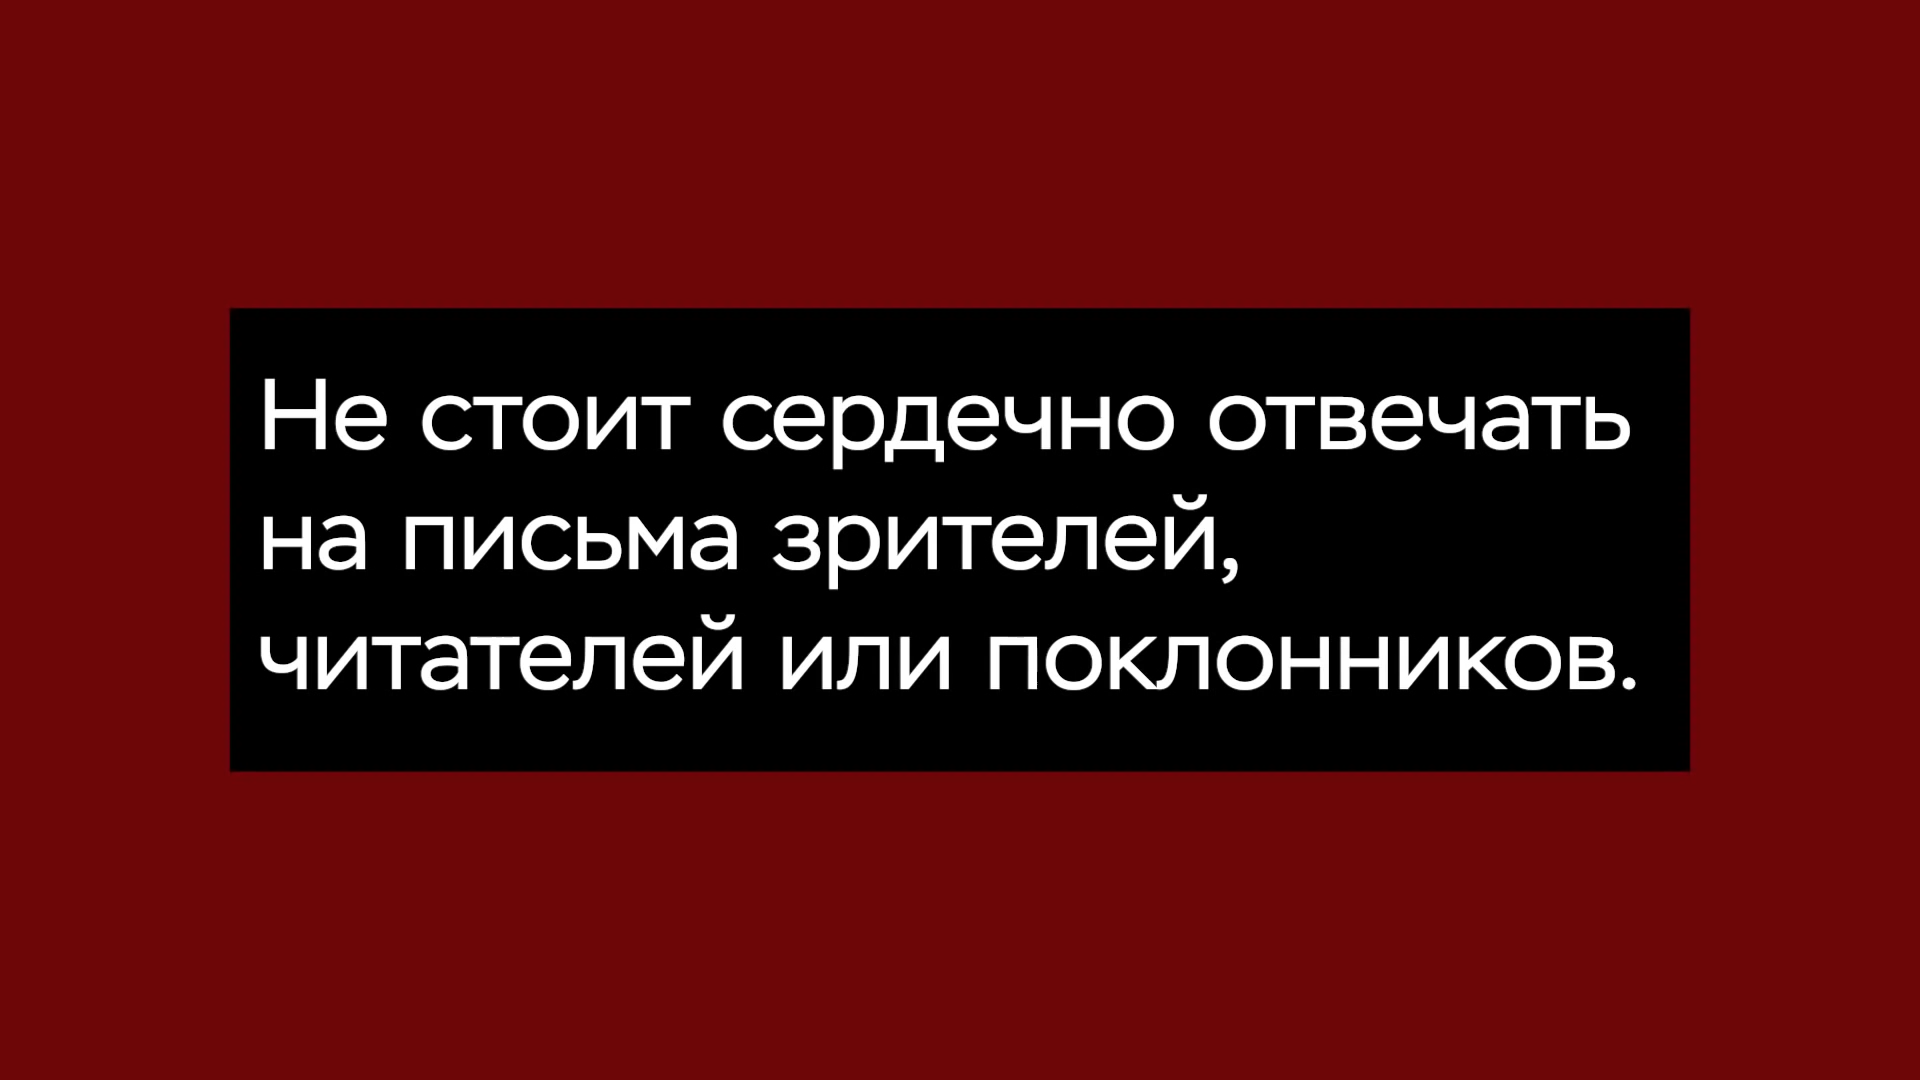 Не стоит сердечно отвечать
на письма зрителей,
читателей или поклонников.